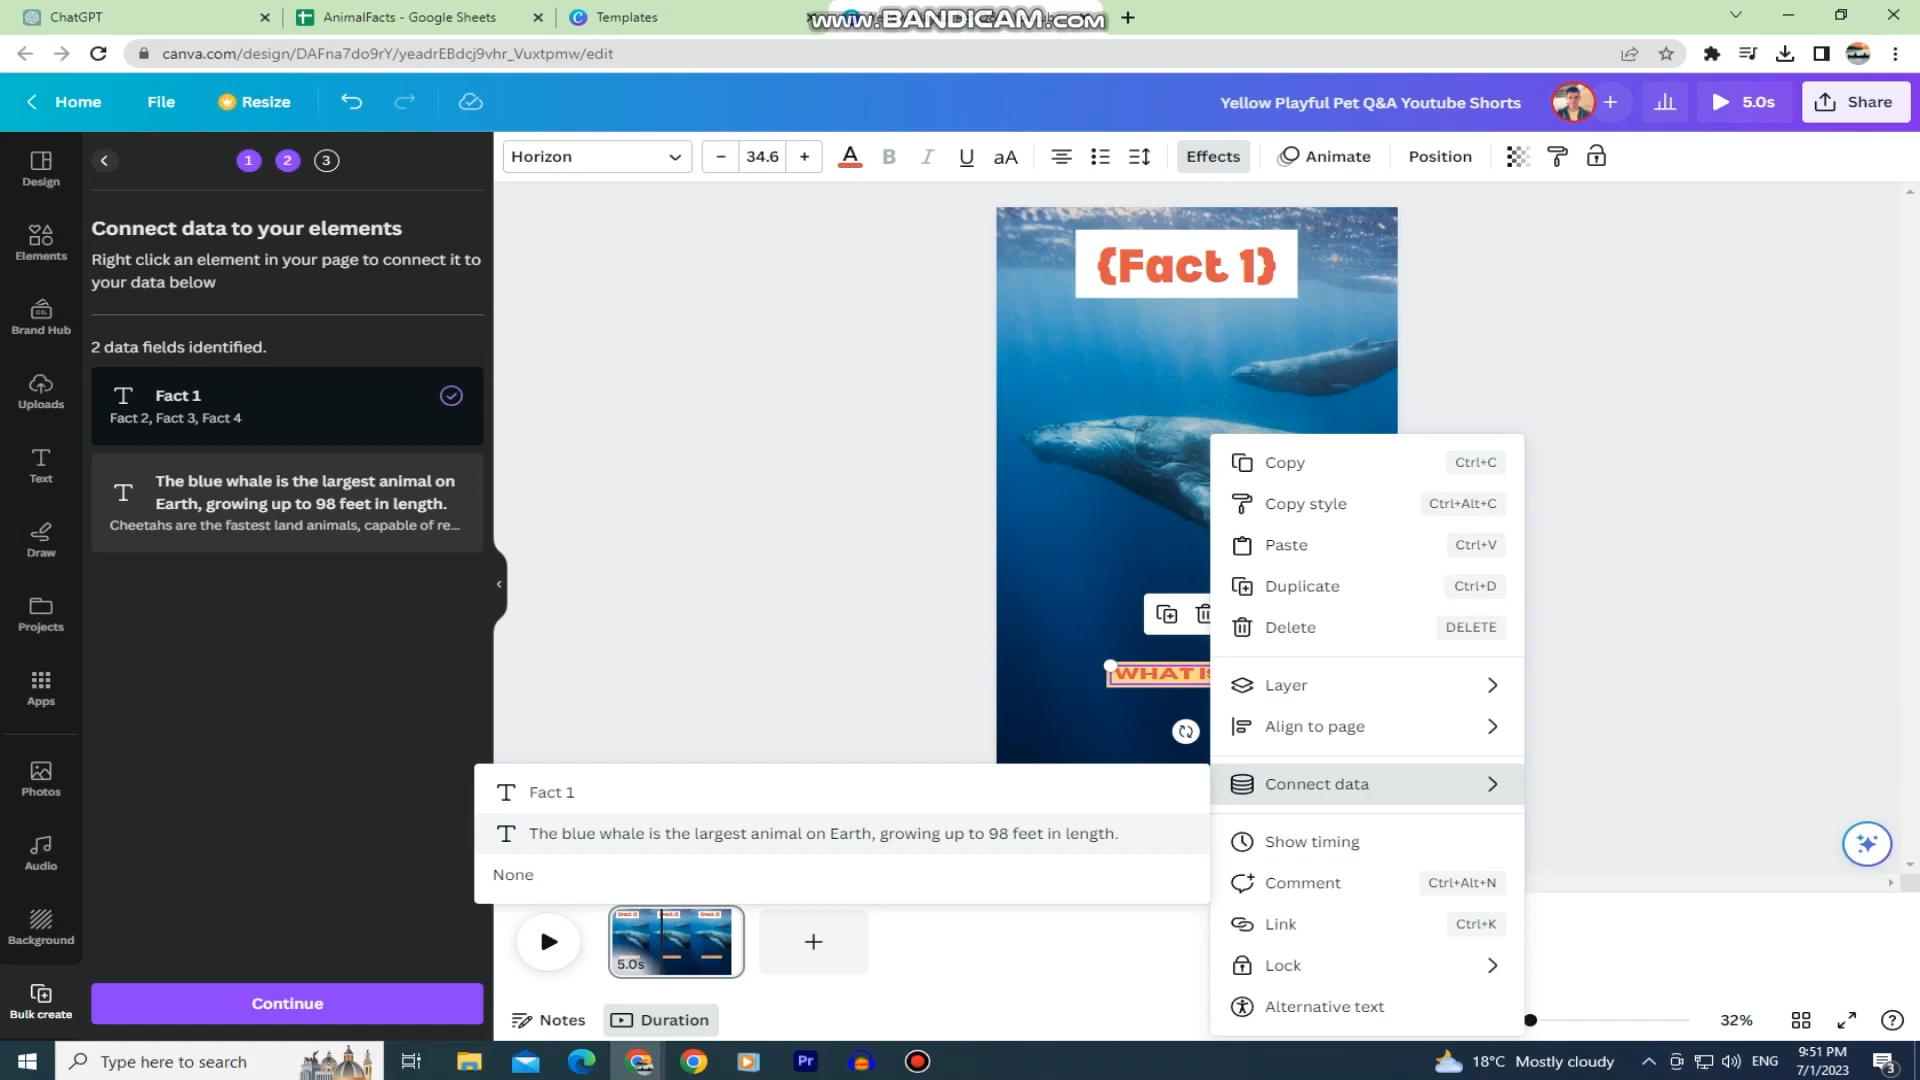 ChatGPT
AnimalFacts - Google Sheets
Templates
www.BANDICAM.com
canva.com/design/DAFna7do9rY/yeadrEBdcj9vhr_Vuxtpmw/edit
Home
File
Resize
Yellow Playful Pet Q&A Youtube Shorts
5.0s
Share
Design
Elements
Brand Hub
Uploads
Text
Draw
Projects
Apps
Photos
Audio
Background
Bulk create
1
2
3
Connect data to your elements
Right click an element in your page to connect it to
your data below
2 data fields identified.
Fact 1
Fact 2, Fact 3, Fact 4
The blue whale is the largest animal on
Earth, growing up to 98 feet in length.
Cheetahs are the fastest land animals, capable of re...
Continue
Horizon
34.6
A
B
I
U
aA
Effects
Animate
Position
{Fact 1}
WHAT IS
Copy
Ctrl+C
Copy style
Ctrl+Alt+C
Paste
Ctrl+V
Duplicate
Ctrl+D
Delete
DELETE
Layer
Align to page
Connect data
Show timing
Comment
Ctrl+Alt+N
Link
Ctrl+K
Lock
Alternative text
Fact 1
The blue whale is the largest animal on Earth, growing up to 98 feet in length.
None
5.0s
Notes
Duration
32%
Type here to search
Pr
18°C Mostly cloudy
ENG
9:51 PM
7/1/2023
3